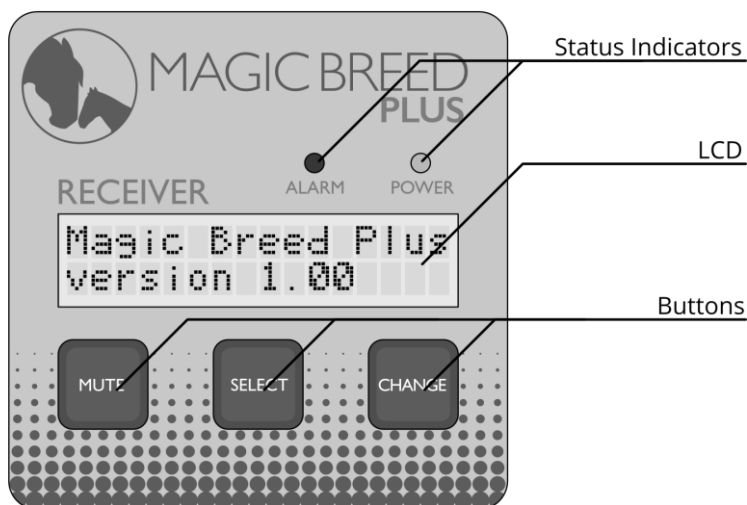 MAGIC BREED
PLUS
Status Indicators
LCD
ALARM POWER
RECEIVER
Magic Breed Plus
version 1.00
Buttons
MUTE SELECT CHANGE